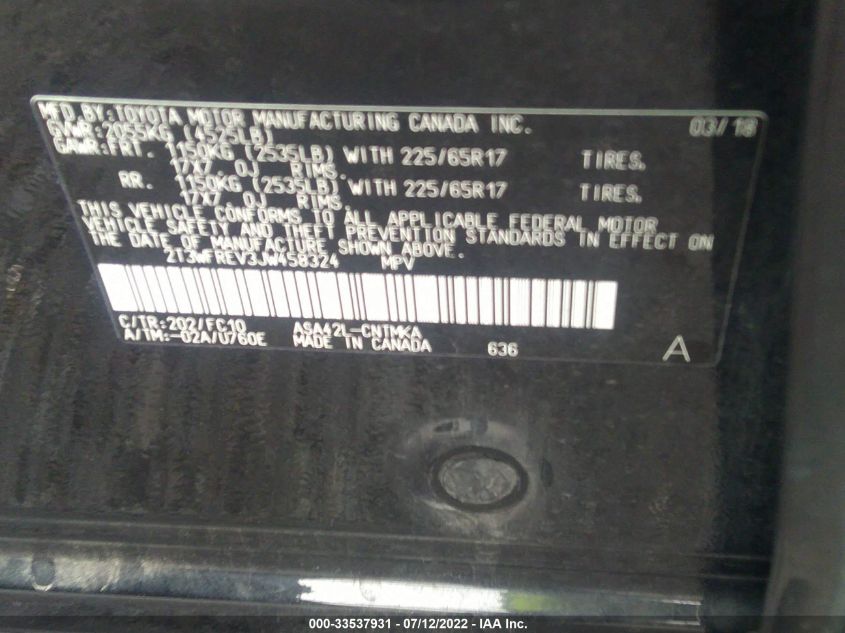 MFD BY:TOYOTA MOTOR MANUFACTURING CANADA INC. 03/18
GVWR:2055KG (4525LB)
GAWR:FRT. 1150KG (2535LB) WITH 225/65R17 TIRES,
17X7.0J RIMS.
RR. 1150KG (2535LB) WITH 225/65R17 TIRES,
17X7.0J RIMS.
THIS VEHICLE CONFORMS TO ALL APPLICABLE FEDERAL MOTOR
VEHICLE SAFETY AND THEFT PREVENTION STANDARDS IN EFFECT ON
THE DATE OF MANUFACTURE SHOWN ABOVE.
2T3WFREV3JW458324 MPV
C/TR:202/FC10 ASA42L-CNTMKA
A/TM:-02A/U760E MADE IN CANADA 636 A
000-33537931 - 07/12/2022 - IAA Inc.